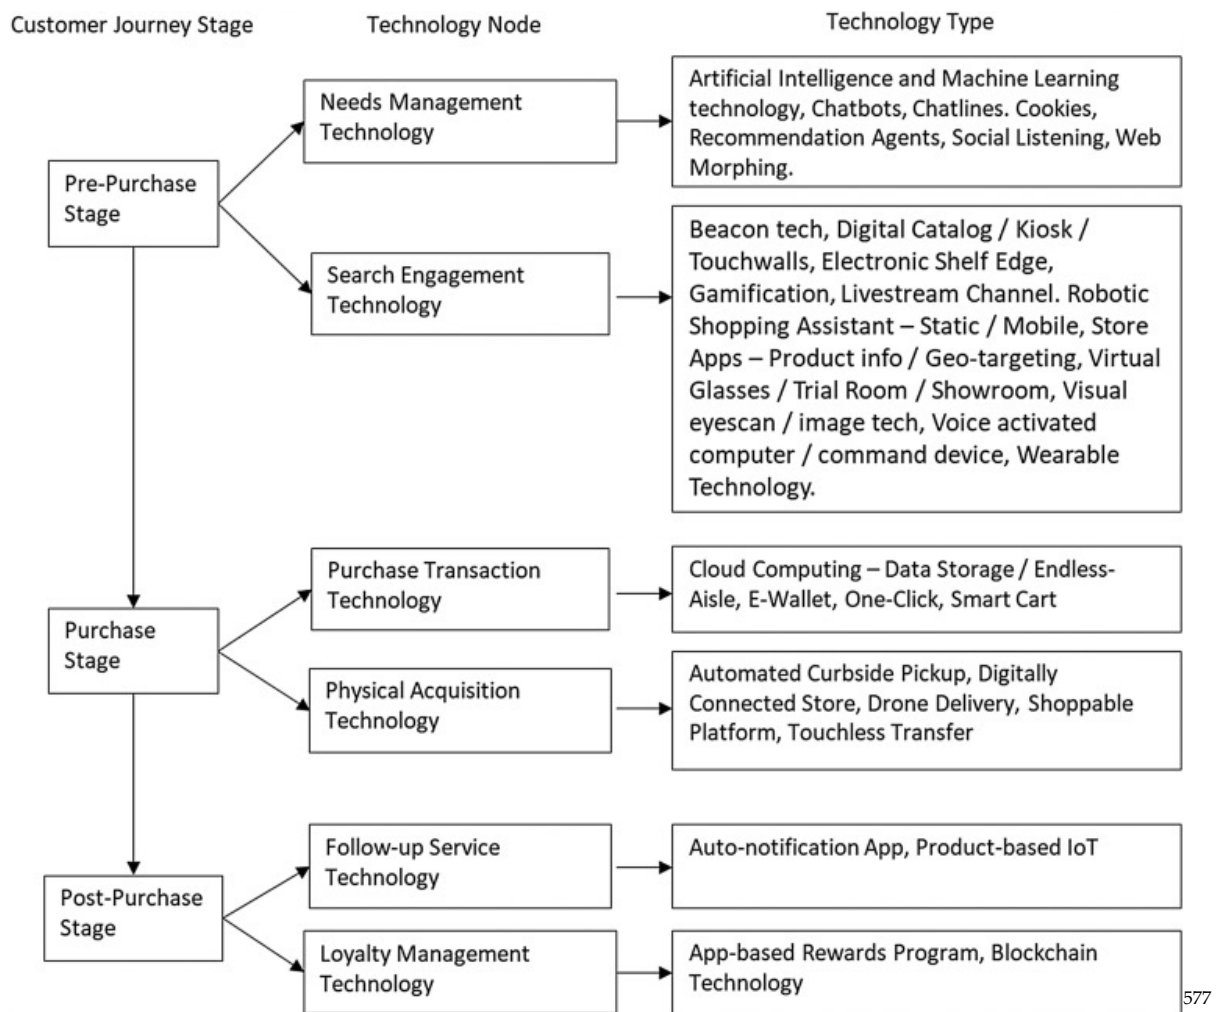 Customer Journey Stage
Technology Node
Technology Type
Pre-Purchase
Stage
Needs Management
Technology
Artificial Intelligence and Machine Learning
technology, Chatbots, Chatlines. Cookies,
Recommendation Agents, Social Listening, Web
Morphing.
Search Engagement
Technology
Beacon tech, Digital Catalog / Kiosk /
Touchwalls, Electronic Shelf Edge,
Gamification, Livestream Channel. Robotic
Shopping Assistant – Static / Mobile, Store
Apps – Product info / Geo-targeting, Virtual
Glasses / Trial Room / Showroom, Visual
eyescan / image tech, Voice activated
computer / command device, Wearable
Technology.
Purchase
Stage
Purchase Transaction
Technology
Cloud Computing – Data Storage / Endless-
Aisle, E-Wallet, One-Click, Smart Cart
Physical Acquisition
Technology
Automated Curbside Pickup, Digitally
Connected Store, Drone Delivery, Shoppable
Platform, Touchless Transfer
Post-Purchase
Stage
Follow-up Service
Technology
Auto-notification App, Product-based IoT
Loyalty Management
Technology
App-based Rewards Program, Blockchain
Technology
577